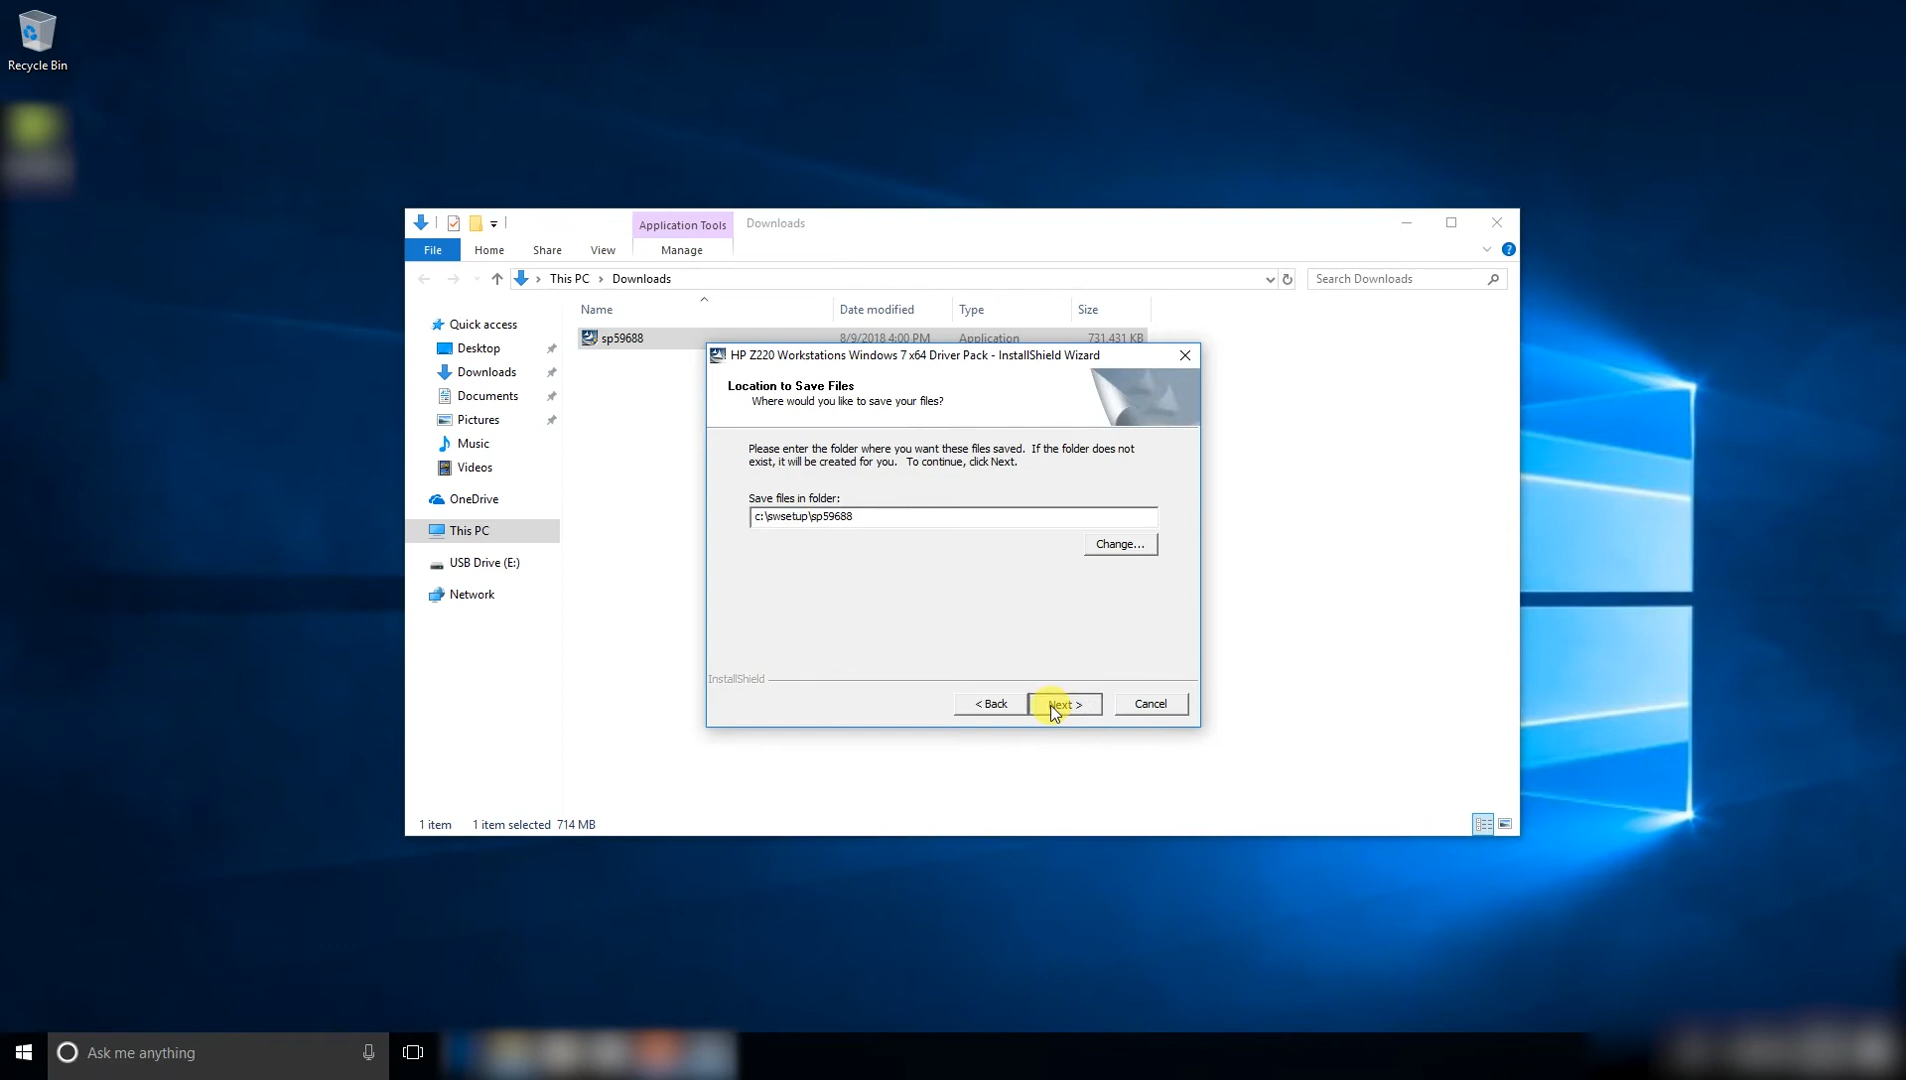 Recycle Bin
Application Tools
Downloads
File
Home
Share
View
Manage
This PC
Downloads
Search Downloads
Name
Date modified
Type
Size
Quick access
Desktop
Downloads
Documents
Pictures
Music
Videos
OneDrive
This PC
USB Drive (E:)
Network
sp59688
8/9/2018 4:00 PM
Application
731,431 KB
HP Z220 Workstations Windows 7 x64 Driver Pack - InstallShield Wizard
Location to Save Files
Where would you like to save your files?
Please enter the folder where you want these files saved. If the folder does not
exist, it will be created for you. To continue, click Next.
Save files in folder:
c:\swsetup\sp59688
Change...
InstallShield
< Back
Next >
Cancel
1 item
1 item selected 714 MB
Ask me anything